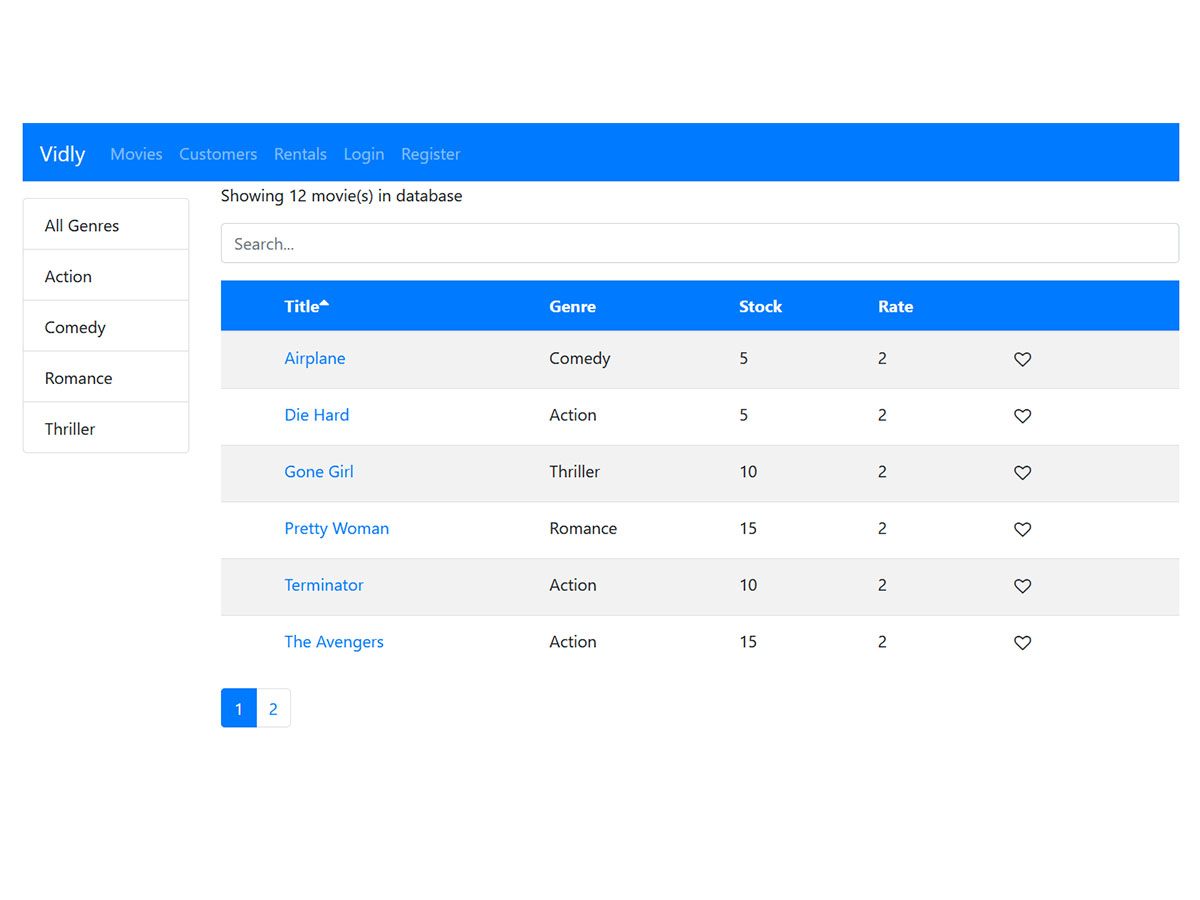 Vidly Movies Customers Rentals Login Register
Showing 12 movie(s) in database
All Genres
Action
Comedy
Romance
Thriller
Search...
Title Genre Stock Rate
Airplane Comedy 5 2
Die Hard Action 5 2
Gone Girl Thriller 10 2
Pretty Woman Romance 15 2
Terminator Action 10 2
The Avengers Action 15 2
1 2